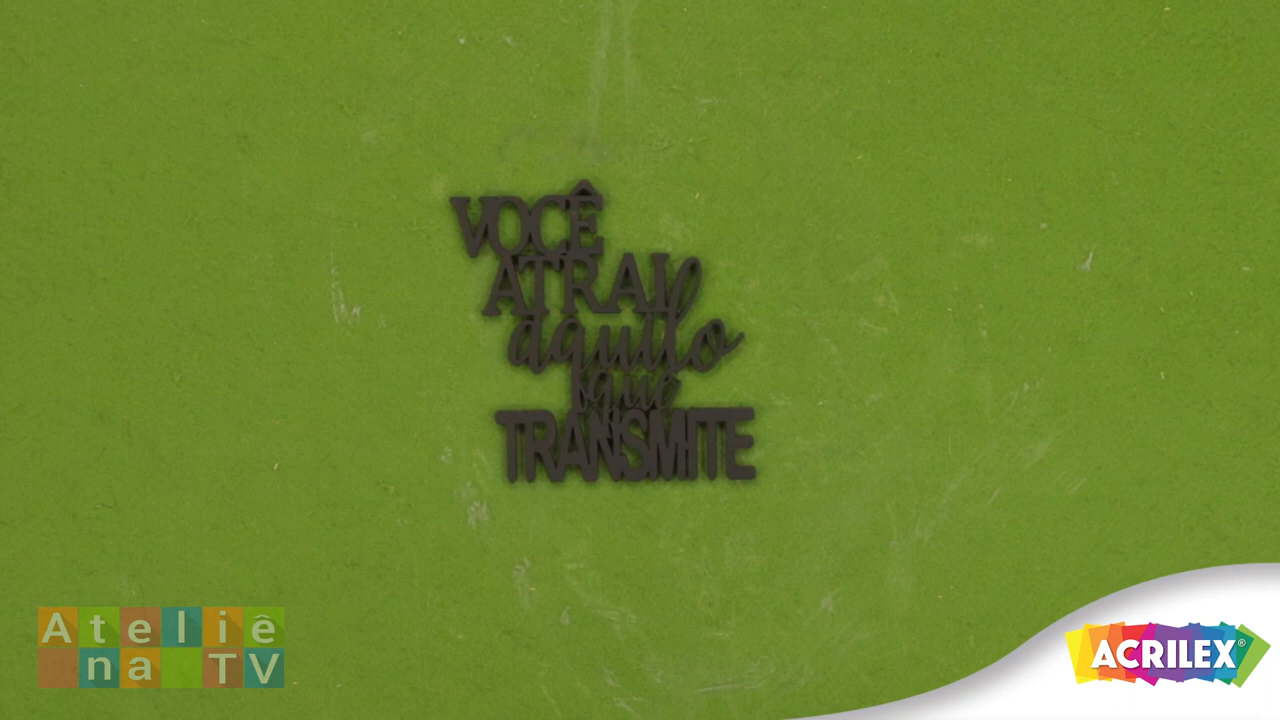 VOCÊ
ATRAI
aquilo
que
TRANSMITE
Ateliê
na TV
ACRILEX®